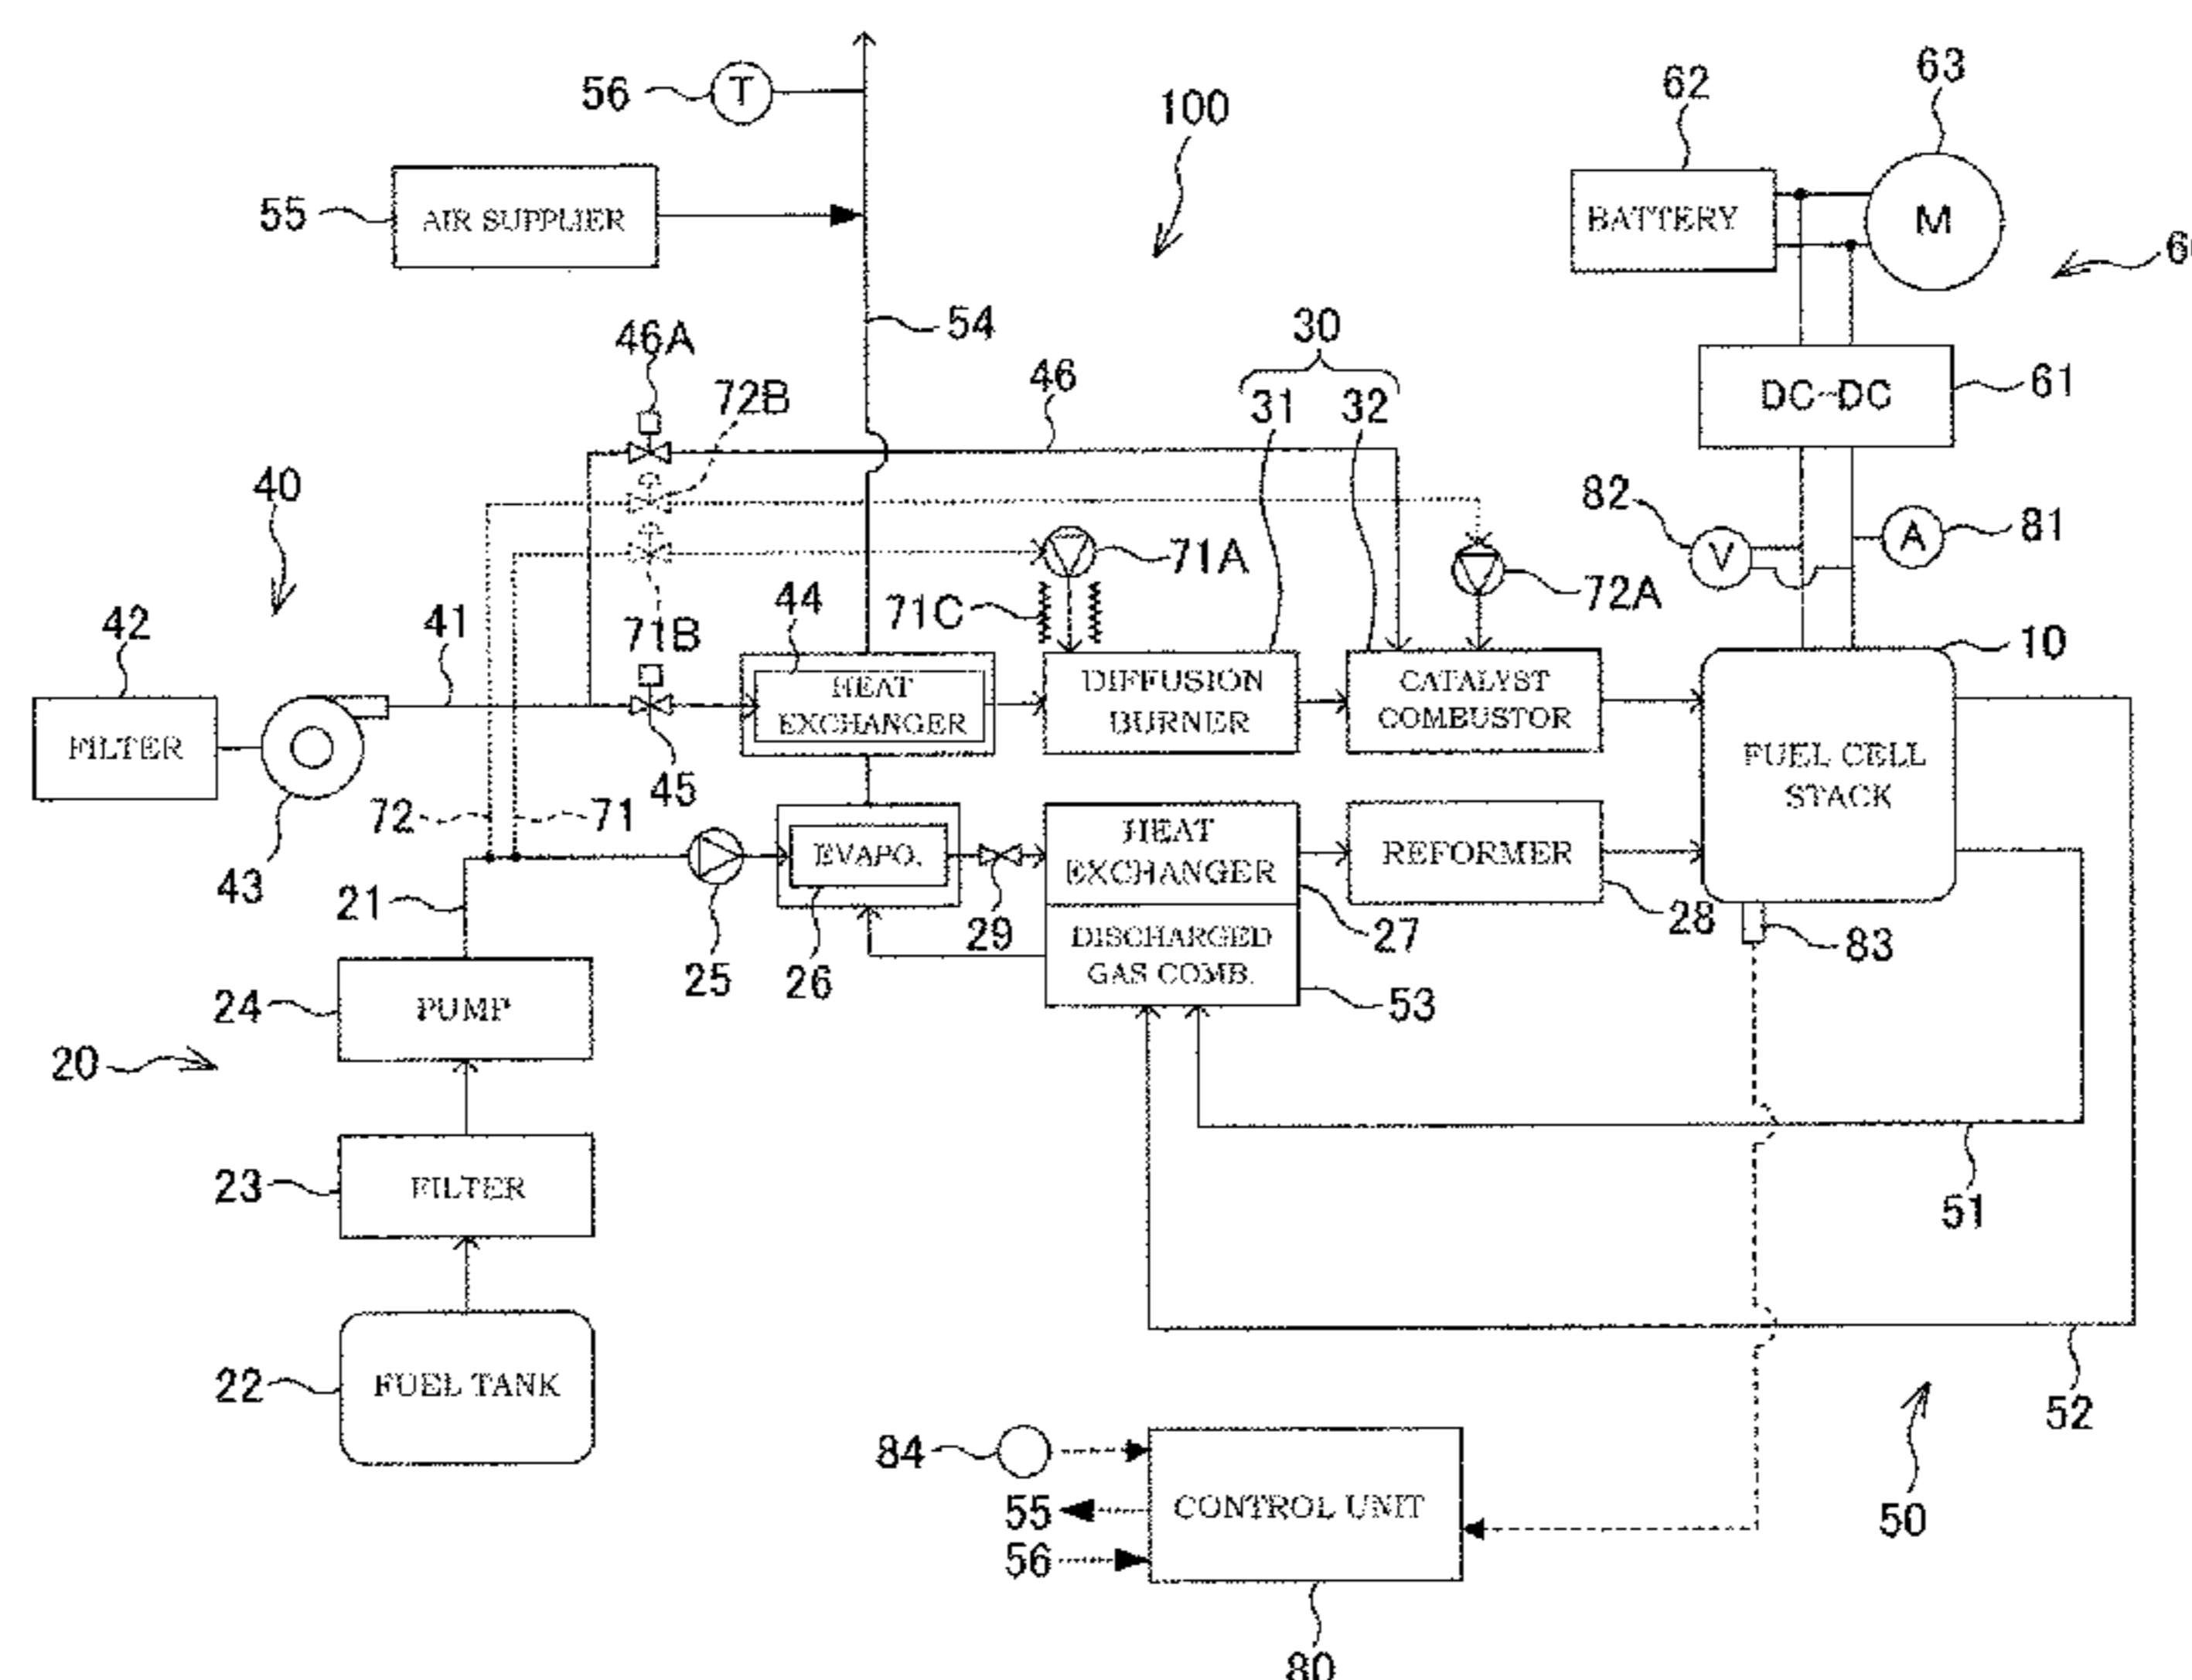 56
T
100
62
63
55
AIR SUPPLIER
BATTERY
M
54
46A
72B
30
46
31
32
DC-DC
61
40
82
V
A
81
71A
72A
71C
42
41
71B
44
10
FILTER
HEAT
EXCHANGER
DIFFUSION
BURNER
CATALYST
COMBUSTOR
FUEL CELL
STACK
43
72
71
45
21
EVAPO.
HEAT
EXCHANGER
REFORMER
25
26
29
27
28
83
24
PUMP
DISCHARGED
GAS COMB.
53
20
23
FILTER
51
22
FUEL TANK
52
84
55
56
CONTROL UNIT
50
80